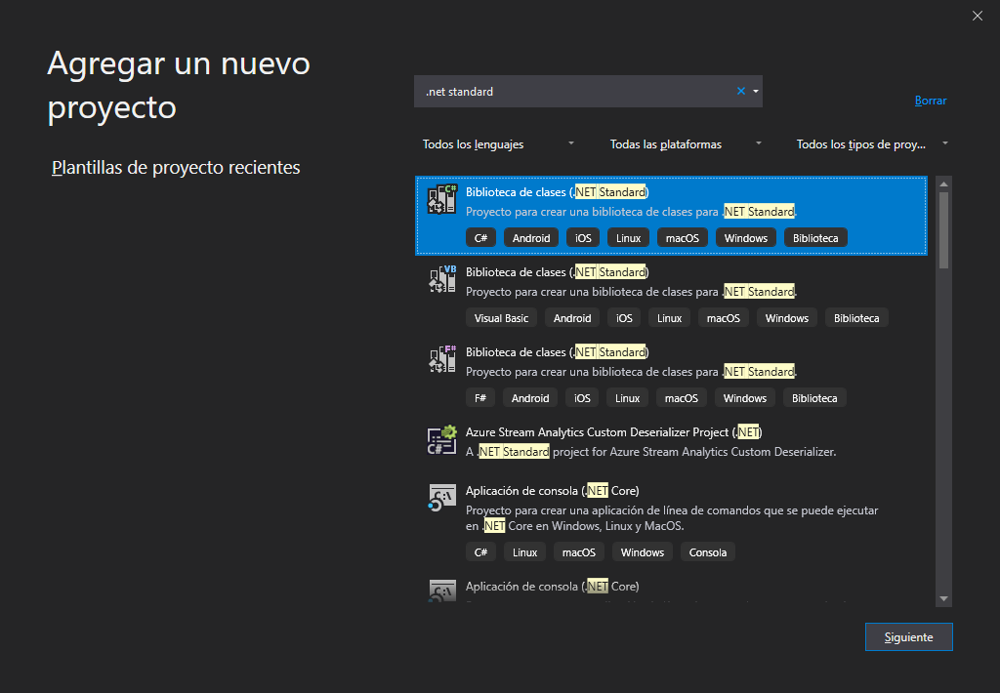 Agregar un nuevo
proyecto
Plantillas de proyecto recientes
.net standard
Borrar
Todos los lenguajes
Todas las plataformas
Todos los tipos de proy...
C#
Biblioteca de clases (.NET Standard)
Proyecto para crear una biblioteca de clases para .NET Standard.
C# Android iOS Linux macOS Windows Biblioteca
VB
Biblioteca de clases (.NET Standard)
Proyecto para crear una biblioteca de clases para .NET Standard.
Visual Basic Android iOS Linux macOS Windows Biblioteca
F#
Biblioteca de clases (.NET Standard)
Proyecto para crear una biblioteca de clases para .NET Standard.
F# Android iOS Linux macOS Windows Biblioteca
C#
Azure Stream Analytics Custom Deserializer Project (.NET)
A .NET Standard project for Azure Stream Analytics Custom Deserializer.
C:\
Aplicación de consola (.NET Core)
Proyecto para crear una aplicación de línea de comandos que se puede ejecutar
en .NET Core en Windows, Linux y MacOS.
C# Linux macOS Windows Consola
C:\
Aplicación de consola (.NET Core)
Siguiente